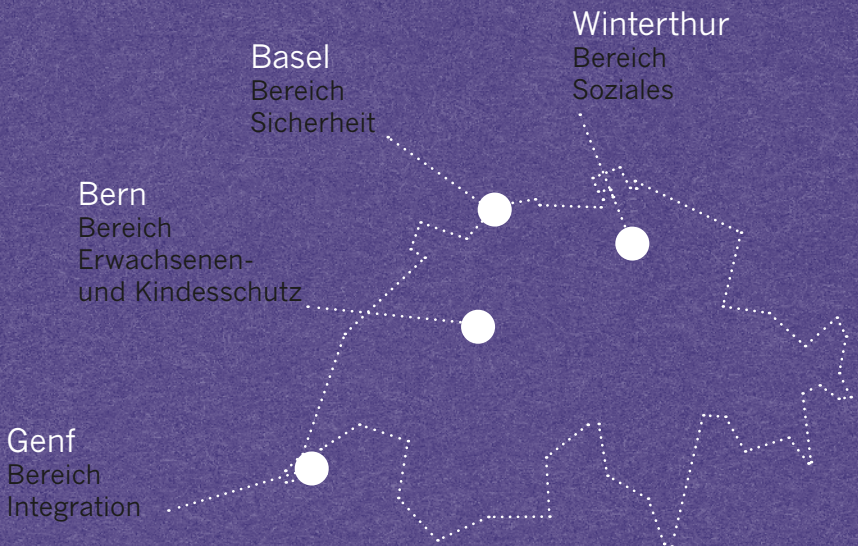 Winterthur
Bereich
Soziales
Basel
Bereich
Sicherheit
Bern
Bereich
Erwachsenen-
und Kindesschutz
Genf
Bereich
Integration